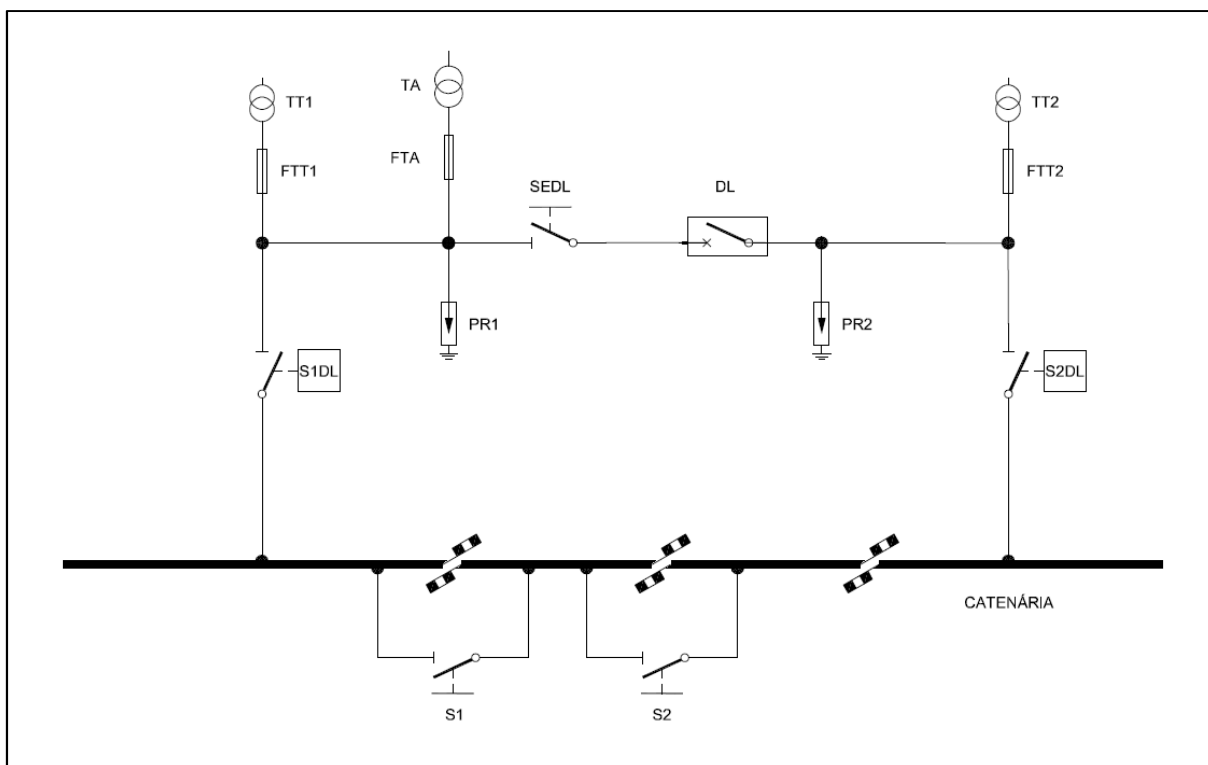 TA
TT1
TT2
FTA
FTT1
FTT2
SEDL
DL
PR1
PR2
S1DL
S2DL
CATENÁRIA
S1
S2